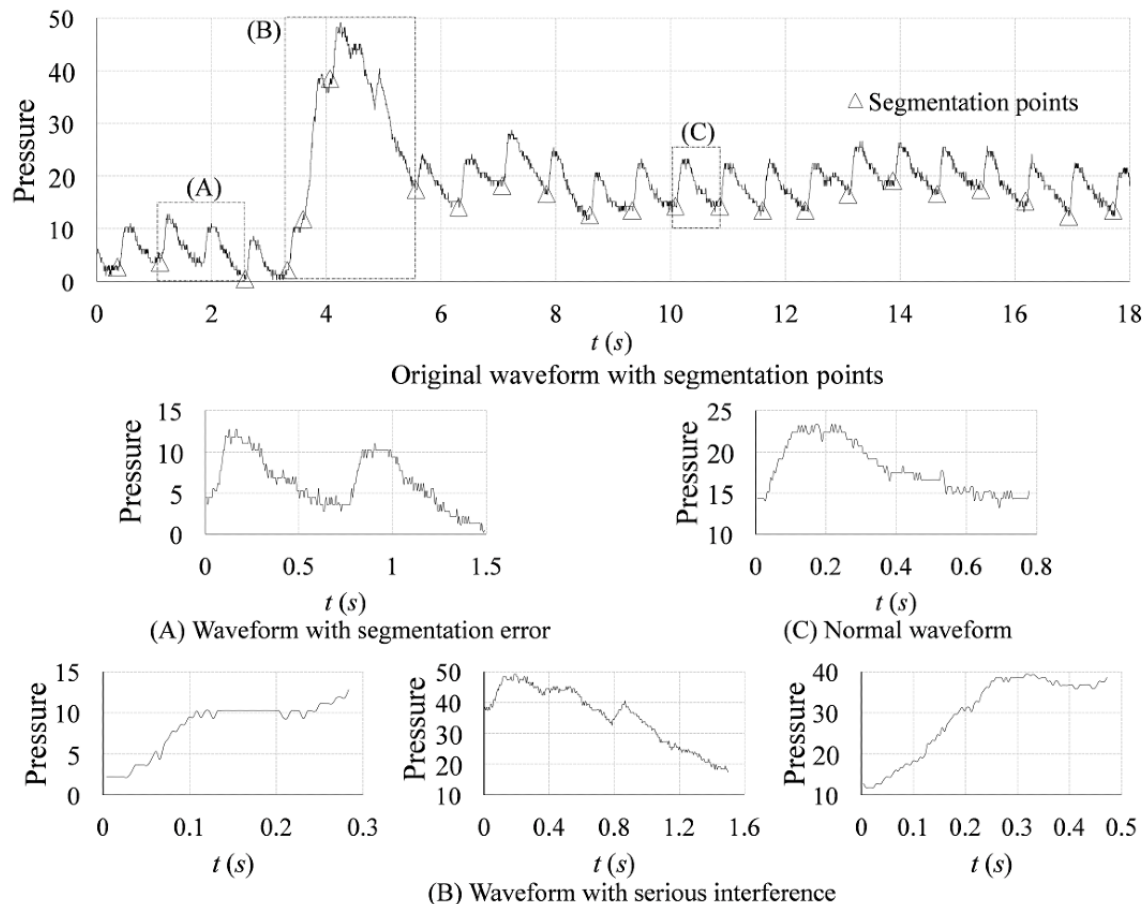 50
40
30
20
10
0
Pressure
(B)
(A)
(C)
△ Segmentation points
0 2 4 6 8 10 12 14 16 18
t (s)
Original waveform with segmentation points
15
10
5
0
Pressure
0 0.5 1 1.5
t (s)
(A) Waveform with segmentation error
25
20
15
10
Pressure
0 0.2 0.4 0.6 0.8
t (s)
(C) Normal waveform
15
10
5
0
Pressure
0 0.1 0.2 0.3
t (s)
50
40
30
20
10
Pressure
0 0.4 0.8 1.2 1.6
t (s)
40
30
20
10
Pressure
0 0.1 0.2 0.3 0.4 0.5
t (s)
(B) Waveform with serious interference